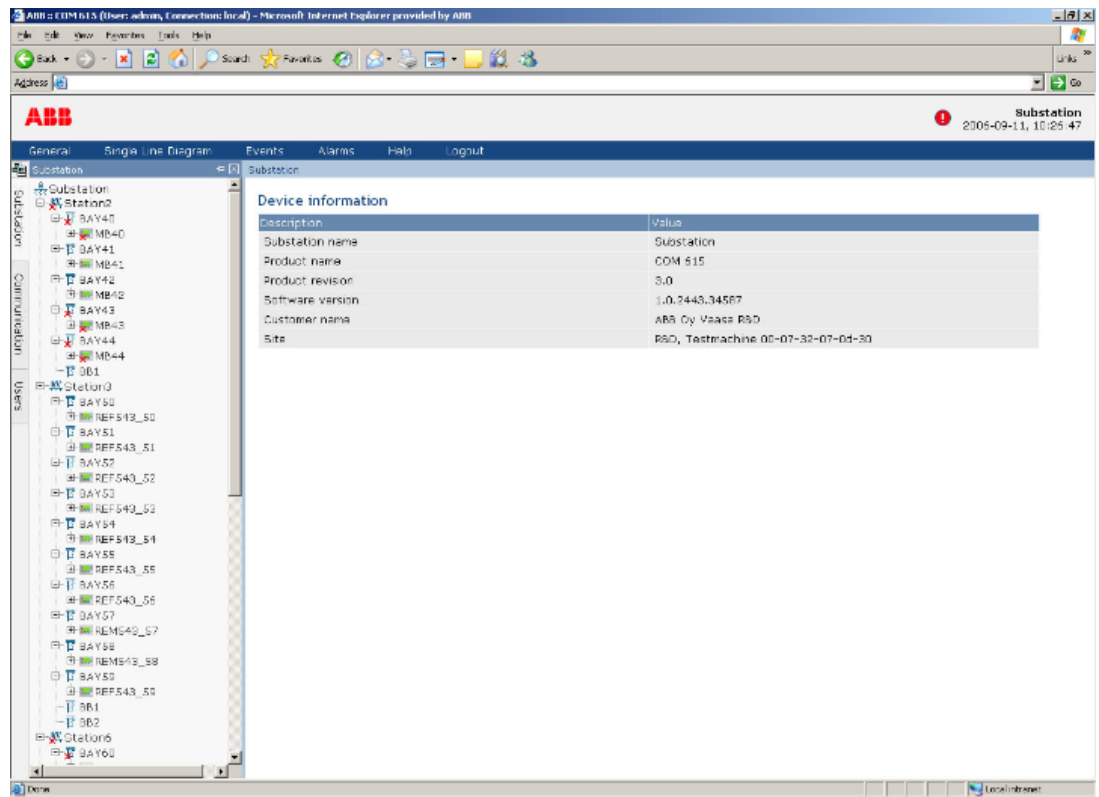 ABB :: COM 615 (User: admin, Connection: local) - Microsoft Internet Explorer provided by ABB
File Edit View Favorites Tools Help
Back Search Favorites Links
Address Go
ABB
Substation
2006-09-11, 10:26:47
General Single Line Diagram Events Alarms Help Logout
Substation
Substation
Substation
Communication
Users
Substation
Station2
BAY40
MB40
BAY41
MB41
BAY42
MB42
BAY43
MB43
BAY44
MB44
BB1
Station3
BAY50
REF543_50
BAY51
REF543_51
BAY52
REF543_52
BAY53
REF543_53
BAY54
REF543_54
BAY55
REF543_55
BAY56
REF543_56
BAY57
REM543_57
BAY58
REM543_58
BAY59
REF543_59
BB1
BB2
Station6
BAY60
Device information
Description Value
Substation name Substation
Product name COM 615
Product revision 3.0
Software version 1.0.2443.34587
Customer name ABB Oy Vaasa R&D
Site R&D, Testmachine 00-07-32-07-0d-30
Done Local intranet